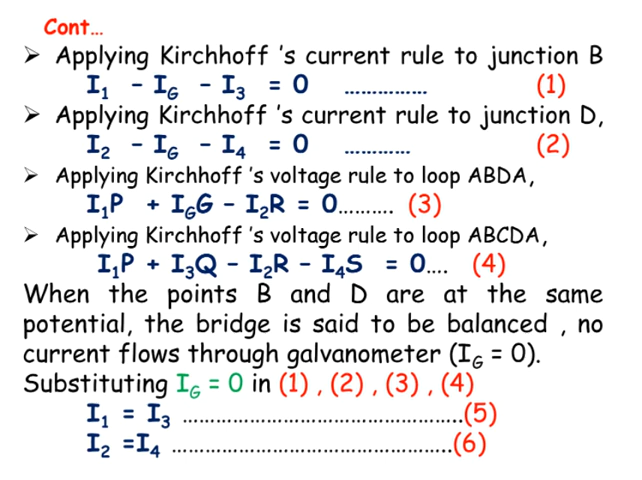 Cont...
➤ Applying Kirchhoff 's current rule to junction B
I₁ - I_G - I₃ = 0 ............... (1)
➤ Applying Kirchhoff 's current rule to junction D,
I₂ - I_G - I₄ = 0 ............ (2)
➤ Applying Kirchhoff 's voltage rule to loop ABDA,
I₁P + I_GG - I₂R = 0.......... (3)
➤ Applying Kirchhoff 's voltage rule to loop ABCDA,
I₁P + I₃Q - I₂R - I₄S = 0.... (4)
When the points B and D are at the same
potential, the bridge is said to be balanced , no
current flows through galvanometer (I_G = 0).
Substituting I_G = 0 in (1) , (2) , (3) , (4)
I₁ = I₃ ..................................................(5)
I₂ =I₄ ..................................................(6)